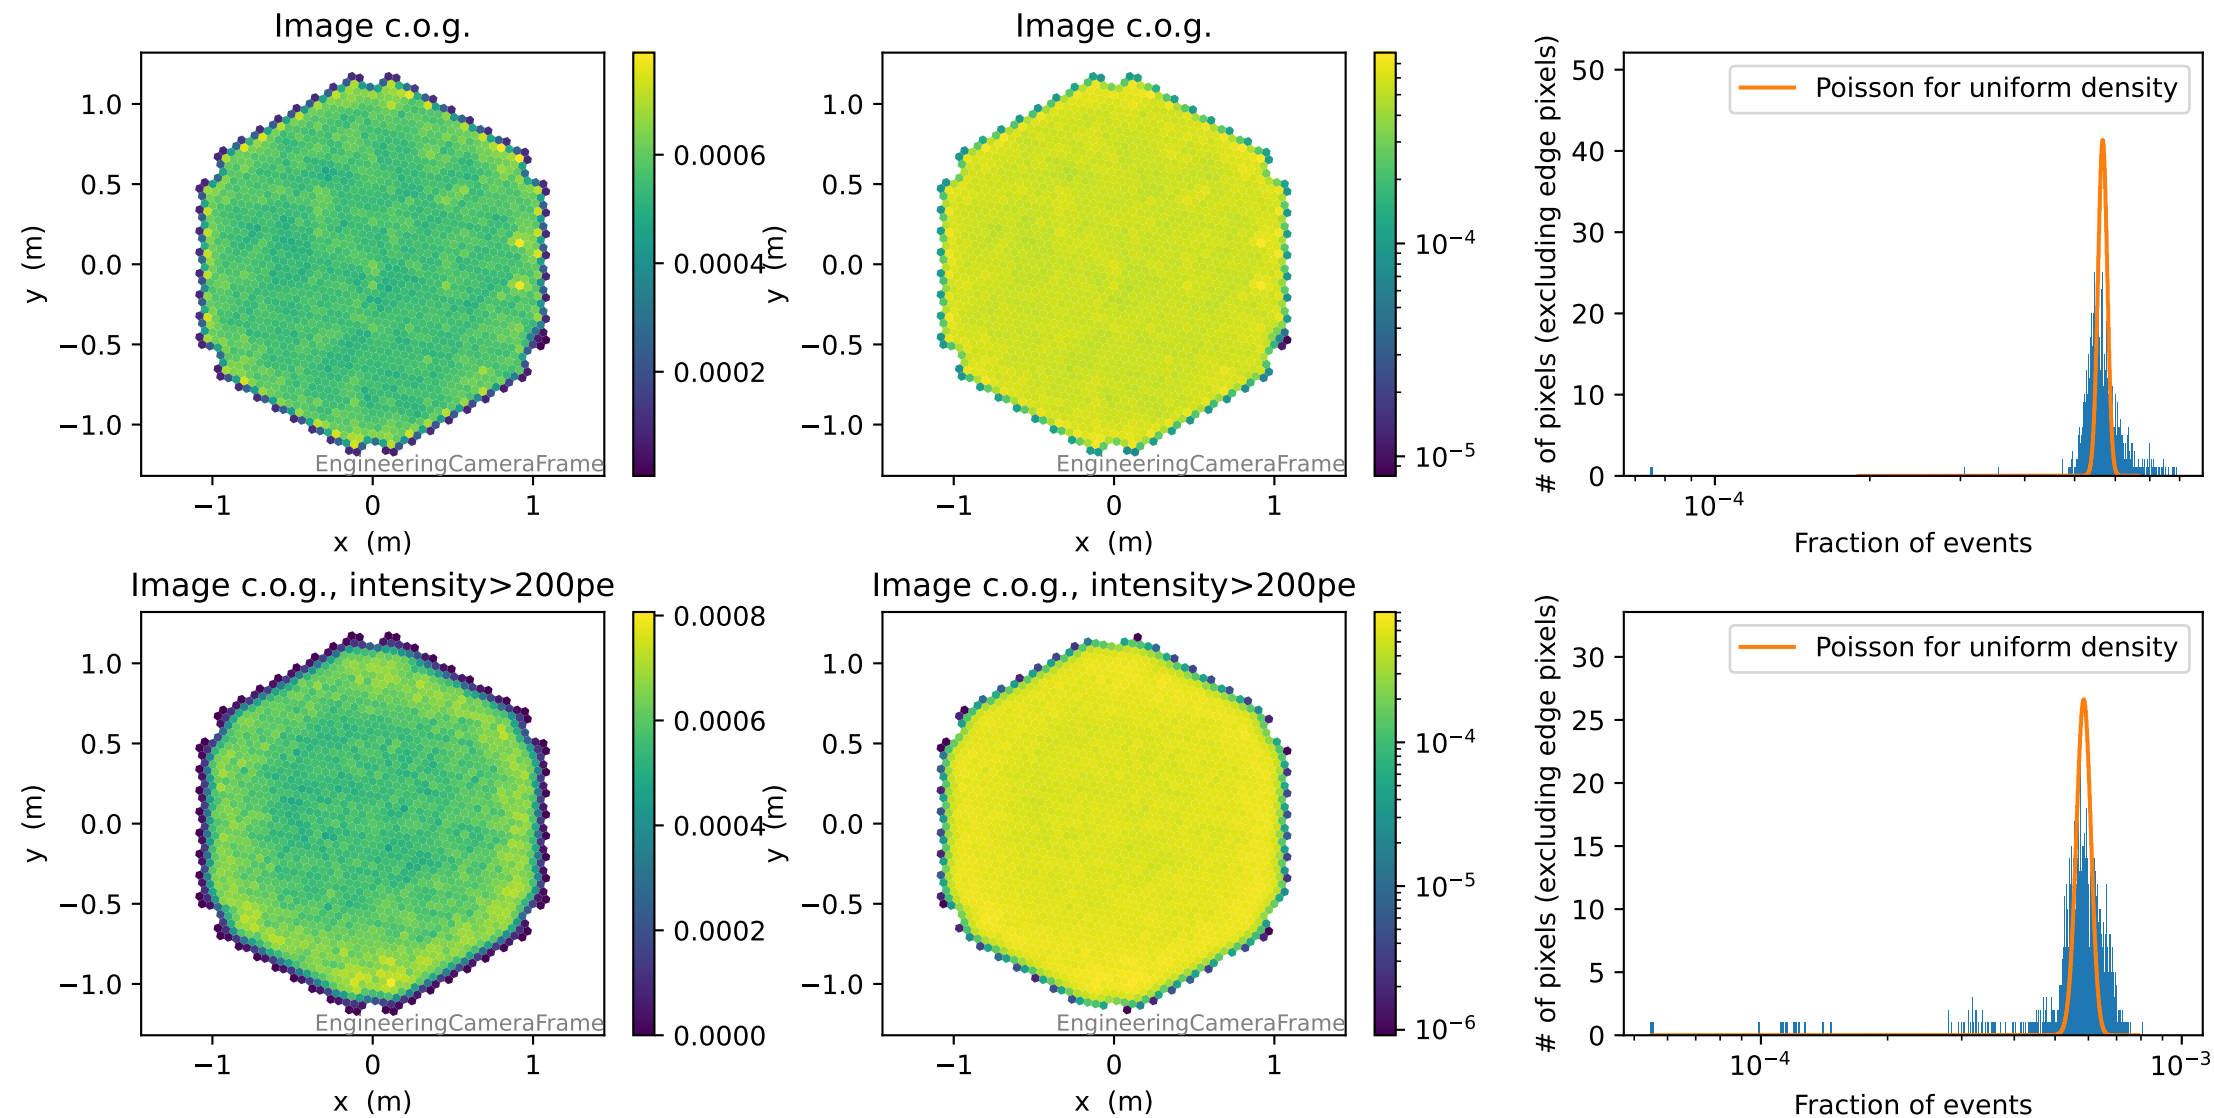 Image c.o.g.
y (m)
1.0
0.5
0.0
−0.5
−1.0
−1
0
1
x (m)
EngineeringCameraFrame
0.0006
0.0004
0.0002
Image c.o.g.
y (m)
1.0
0.5
0.0
−0.5
−1.0
−1
0
1
x (m)
EngineeringCameraFrame
10⁻⁴
10⁻⁵
# of pixels (excluding edge pixels)
50
40
30
20
10
0
Poisson for uniform density
10⁻⁴
Fraction of events
Image c.o.g., intensity>200pe
y (m)
1.0
0.5
0.0
−0.5
−1.0
−1
0
1
x (m)
EngineeringCameraFrame
0.0008
0.0006
0.0004
0.0002
0.0000
Image c.o.g., intensity>200pe
y (m)
1.0
0.5
0.0
−0.5
−1.0
−1
0
1
x (m)
EngineeringCameraFrame
10⁻⁴
10⁻⁵
10⁻⁶
# of pixels (excluding edge pixels)
30
25
20
15
10
5
0
Poisson for uniform density
10⁻⁴
10⁻³
Fraction of events